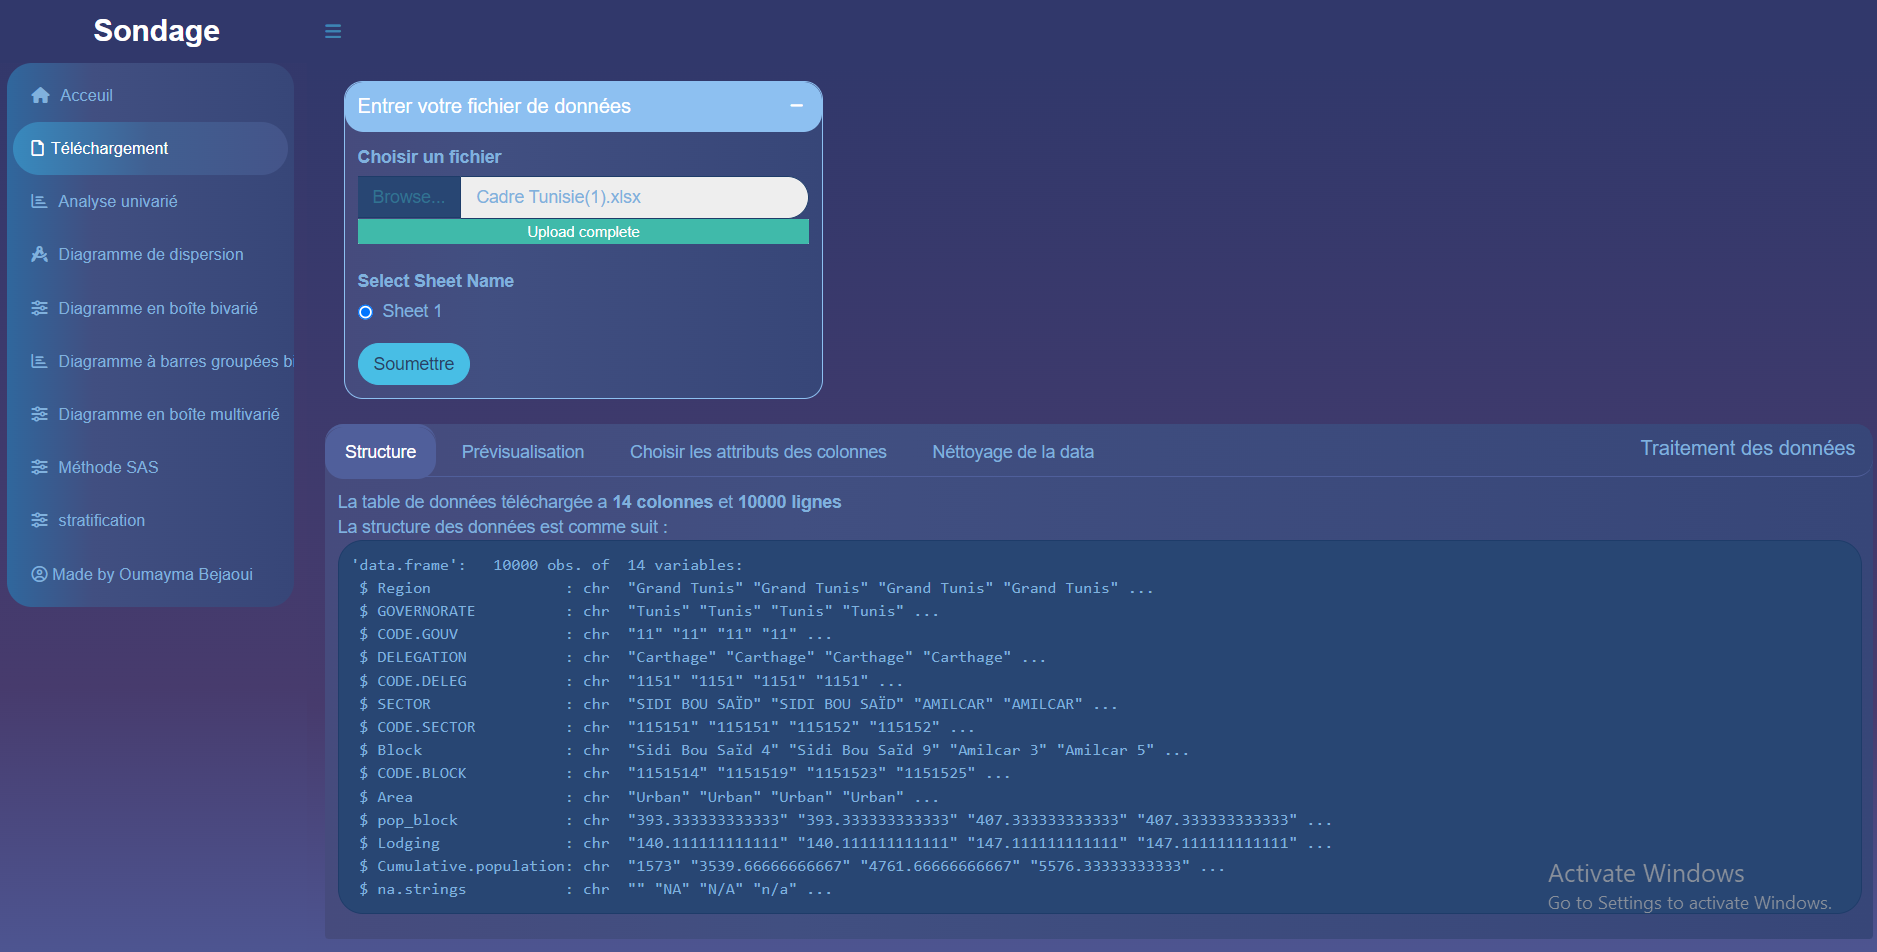 Sondage
Acceuil
Téléchargement
Analyse univarié
Diagramme de dispersion
Diagramme en boîte bivarié
Diagramme à barres groupées bi
Diagramme en boîte multivarié
Méthode SAS
stratification
Made by Oumayma Bejaoui
Entrer votre fichier de données
Choisir un fichier
Browse... Cadre Tunisie(1).xlsx
Upload complete
Select Sheet Name
Sheet 1
Soumettre
Structure Prévisualisation Choisir les attributs des colonnes Néttoyage de la data Traitement des données
La table de données téléchargée a 14 colonnes et 10000 lignes
La structure des données est comme suit :
'data.frame': 10000 obs. of 14 variables:
$ Region : chr "Grand Tunis" "Grand Tunis" "Grand Tunis" "Grand Tunis" ...
$ GOVERNORATE : chr "Tunis" "Tunis" "Tunis" "Tunis" ...
$ CODE.GOUV : chr "11" "11" "11" "11" ...
$ DELEGATION : chr "Carthage" "Carthage" "Carthage" "Carthage" ...
$ CODE.DELEG : chr "1151" "1151" "1151" "1151" ...
$ SECTOR : chr "SIDI BOU SAÏD" "SIDI BOU SAÏD" "AMILCAR" "AMILCAR" ...
$ CODE.SECTOR : chr "115151" "115151" "115152" "115152" ...
$ Block : chr "Sidi Bou Saïd 4" "Sidi Bou Saïd 9" "Amilcar 3" "Amilcar 5" ...
$ CODE.BLOCK : chr "1151514" "1151519" "1151523" "1151525" ...
$ Area : chr "Urban" "Urban" "Urban" "Urban" ...
$ pop_block : chr "393.333333333333" "393.333333333333" "407.333333333333" "407.333333333333" ...
$ Lodging : chr "140.111111111111" "140.111111111111" "147.111111111111" "147.111111111111" ...
$ Cumulative.population: chr "1573" "3539.66666666667" "4761.66666666667" "5576.33333333333" ...
$ na.strings : chr "" "NA" "N/A" "n/a" ...
Activate Windows
Go to Settings to activate Windows.